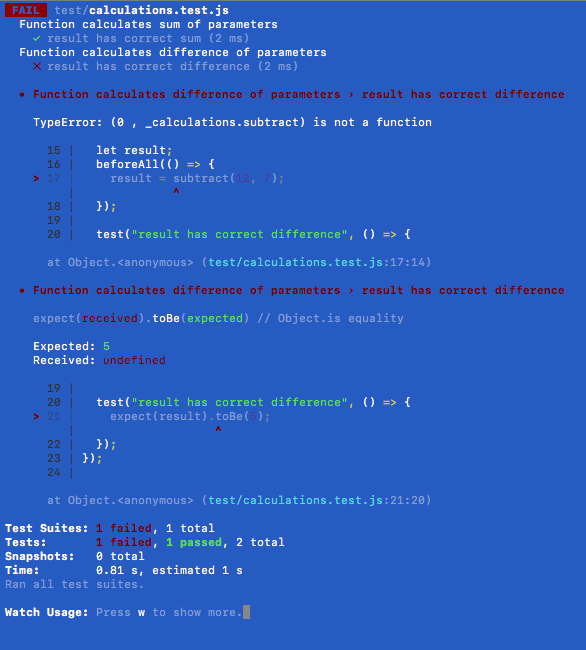 FAIL test/calculations.test.js
Function calculates sum of parameters
✓ result has correct sum (2 ms)
Function calculates difference of parameters
✕ result has correct difference (2 ms)
● Function calculates difference of parameters › result has correct difference
TypeError: (0 , _calculations.subtract) is not a function
15 | let result;
16 | beforeAll(() => {
> 17 | result = subtract(12, 7);
| ^
18 | });
19 |
20 | test("result has correct difference", () => {
at Object.<anonymous> (test/calculations.test.js:17:14)
● Function calculates difference of parameters › result has correct difference
expect(received).toBe(expected) // Object.is equality
Expected: 5
Received: undefined
19 |
20 | test("result has correct difference", () => {
> 21 | expect(result).toBe(5);
| ^
22 | });
23 | });
24 |
at Object.<anonymous> (test/calculations.test.js:21:20)
Test Suites: 1 failed, 1 total
Tests: 1 failed, 1 passed, 2 total
Snapshots: 0 total
Time: 0.81 s, estimated 1 s
Ran all test suites.
Watch Usage: Press w to show more.